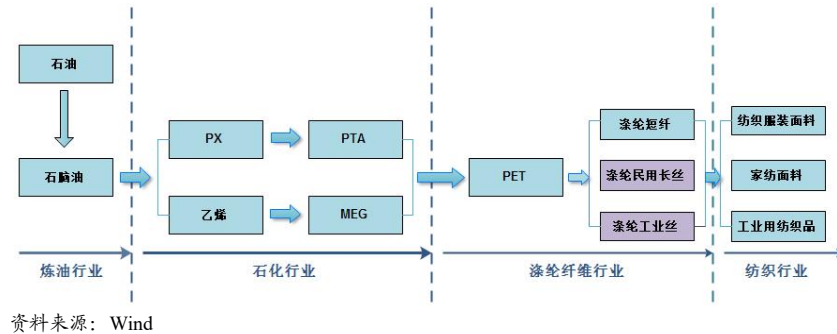 石油
石脑油
PX
PTA
乙烯
MEG
PET
涤纶短纤
涤纶民用长丝
涤纶工业丝
纺织服装面料
家纺面料
工业用纺织品
炼油行业
石化行业
涤纶纤维行业
纺织行业
资料来源：Wind